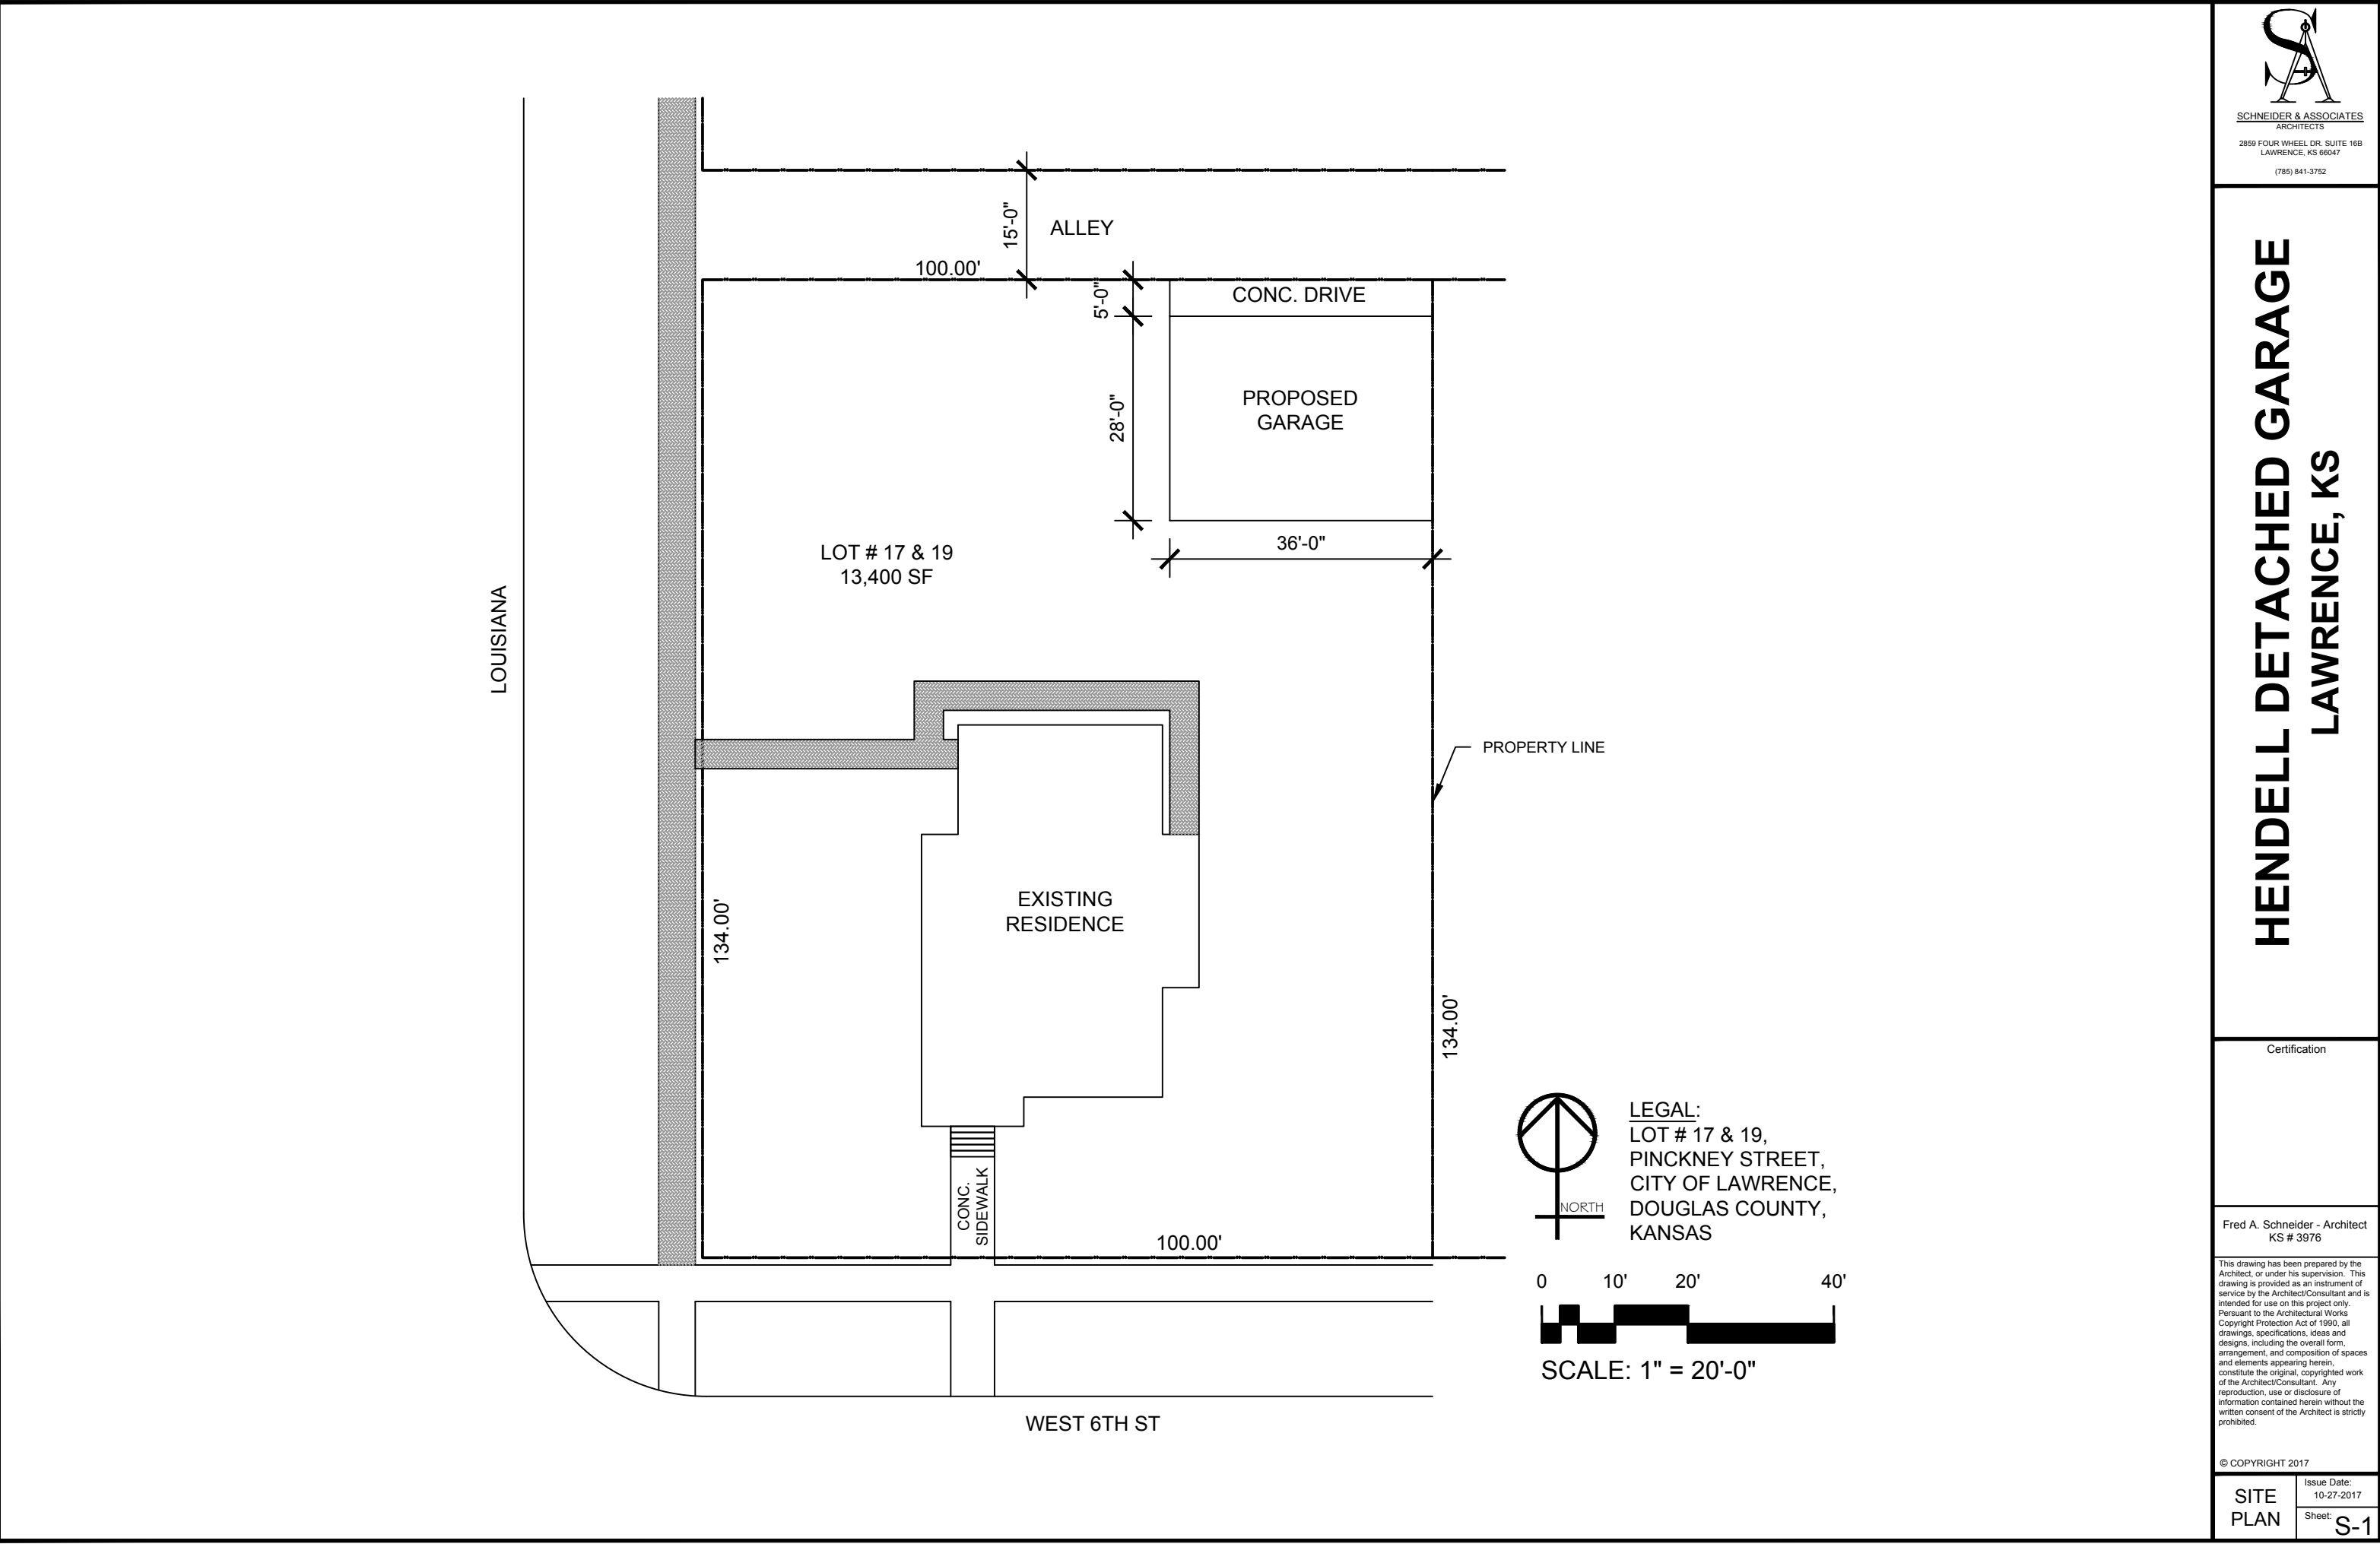 15'-0"
ALLEY
100.00'
5'-0"
CONC. DRIVE
28'-0"
PROPOSED
GARAGE
36'-0"
LOT # 17 & 19
13,400 SF
LOUISIANA
PROPERTY LINE
EXISTING
RESIDENCE
134.00'
134.00'
CONC.
SIDEWALK
100.00'
WEST 6TH ST
NORTH
LEGAL:
LOT # 17 & 19,
PINCKNEY STREET,
CITY OF LAWRENCE,
DOUGLAS COUNTY,
KANSAS
0 10' 20' 40'
SCALE: 1" = 20'-0"
SA
SCHNEIDER & ASSOCIATES
ARCHITECTS
2859 FOUR WHEEL DR. SUITE 16B
LAWRENCE, KS 66047
(785) 841-3752
HENDELL DETACHED GARAGE
LAWRENCE, KS
Certification
Fred A. Schneider - Architect
KS # 3976
This drawing has been prepared by the
Architect, or under his supervision. This
drawing is provided as an instrument of
service by the Architect/Consultant and is
intended for use on this project only.
Persuant to the Architectural Works
Copyright Protection Act of 1990, all
drawings, specifications, ideas and
designs, including the overall form,
arrangement, and composition of spaces
and elements appearing herein,
constitute the original, copyrighted work
of the Architect/Consultant. Any
reproduction, use or disclosure of
information contained herein without the
written consent of the Architect is strictly
prohibited.
© COPYRIGHT 2017
SITE
PLAN
Issue Date:
10-27-2017
Sheet: S-1